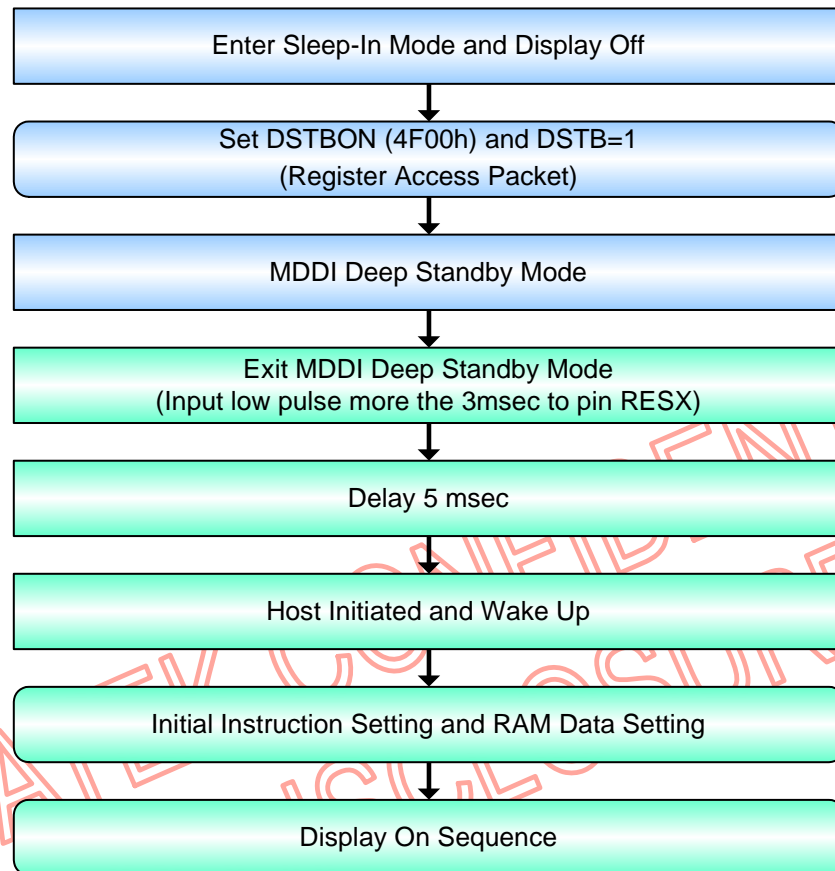 Enter Sleep-In Mode and Display Off
Set DSTBON (4F00h) and DSTB=1
(Register Access Packet)
MDDI Deep Standby Mode
Exit MDDI Deep Standby Mode
(Input low pulse more the 3msec to pin RESX)
Delay 5 msec
Host Initiated and Wake Up
Initial Instruction Setting and RAM Data Setting
Display On Sequence